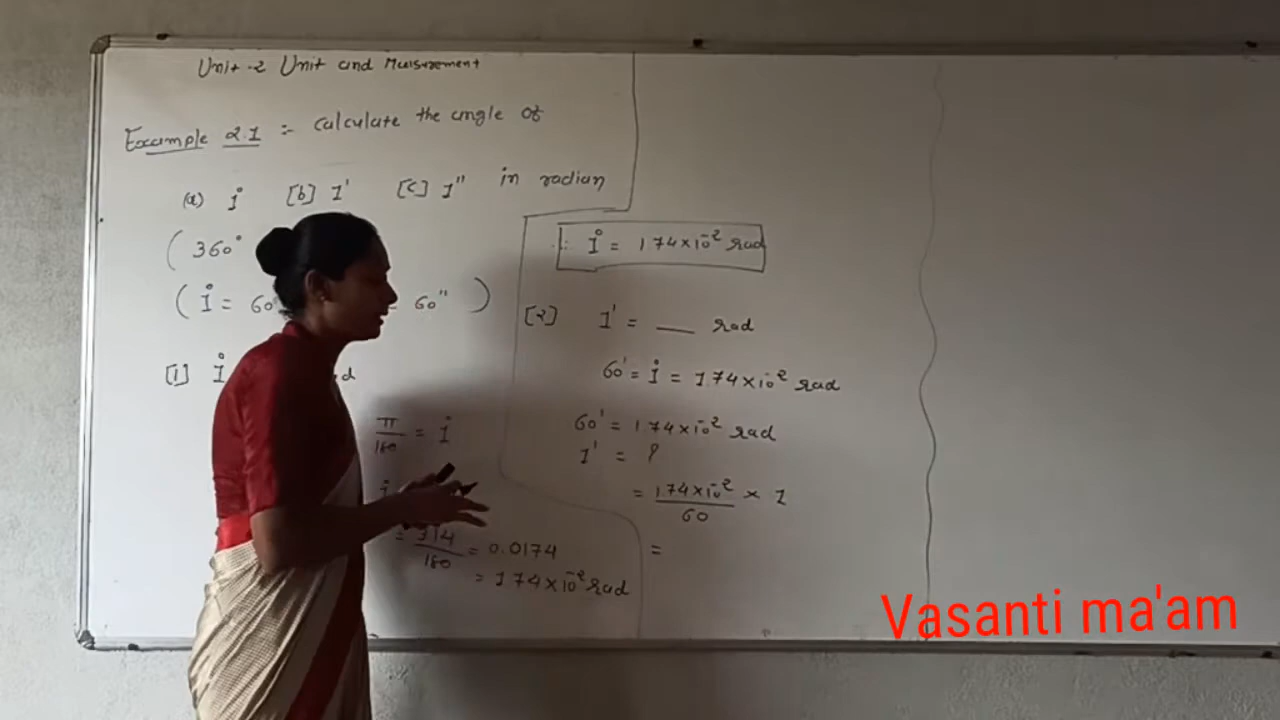 Unit-2 Unit and Meusurement
Example 2.1 :- Calculate the angle of
(a) 1° [b] 1' [c] 1" in radian
(360°
(1° = 60 = 60")
[1] 1° d
π/180 = 1°
= 3.14/180 = 0.0174
= 1.74×10⁻² rad
∴ 1° = 1.74×10⁻² rad
[2] 1' = __ rad
60' = 1° = 1.74×10⁻² rad
60' = 1.74×10⁻² rad
1' = ?
= 1.74×10⁻²/60 × 1
=
Vasanti ma'am